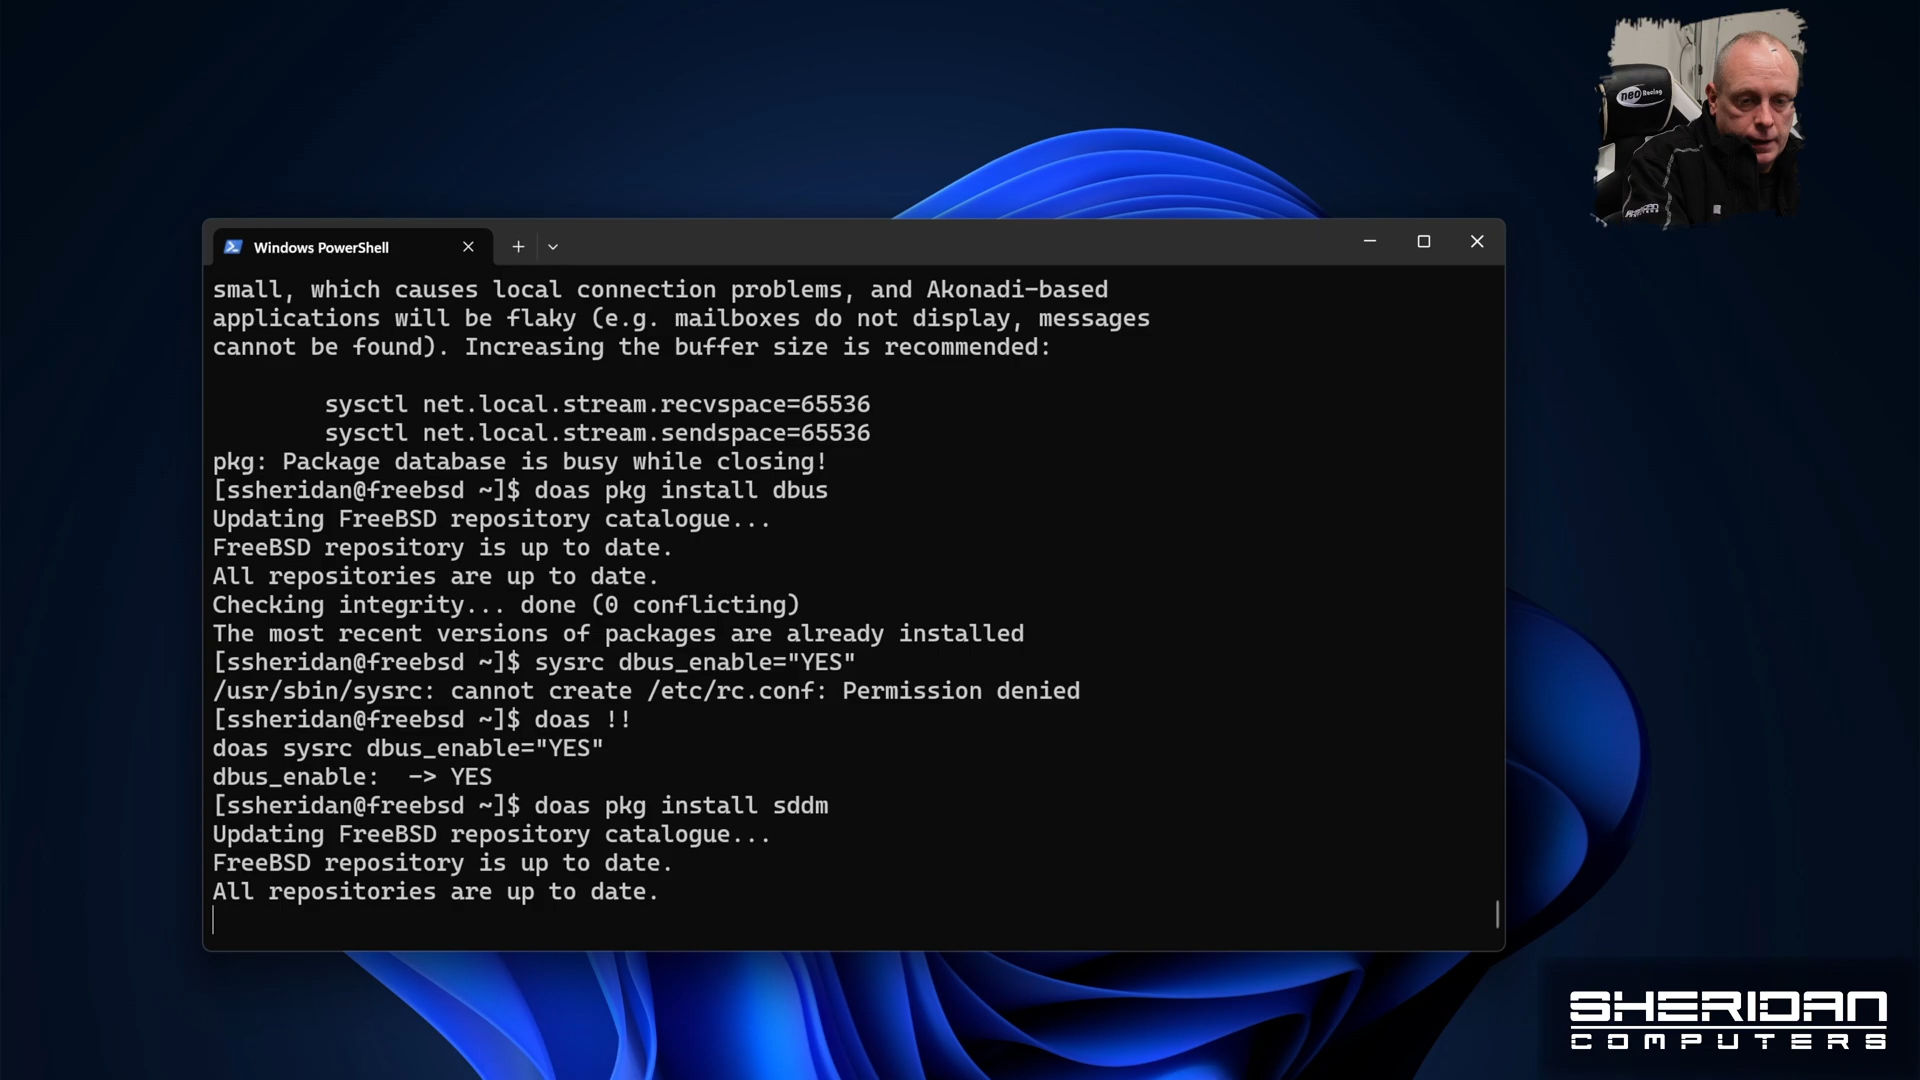 neo Racing
SHERIDAN
Windows PowerShell
small, which causes local connection problems, and Akonadi-based
applications will be flaky (e.g. mailboxes do not display, messages
cannot be found). Increasing the buffer size is recommended:
sysctl net.local.stream.recvspace=65536
sysctl net.local.stream.sendspace=65536
pkg: Package database is busy while closing!
[ssheridan@freebsd ~]$ doas pkg install dbus
Updating FreeBSD repository catalogue...
FreeBSD repository is up to date.
All repositories are up to date.
Checking integrity... done (0 conflicting)
The most recent versions of packages are already installed
[ssheridan@freebsd ~]$ sysrc dbus_enable="YES"
/usr/sbin/sysrc: cannot create /etc/rc.conf: Permission denied
[ssheridan@freebsd ~]$ doas !!
doas sysrc dbus_enable="YES"
dbus_enable:  -> YES
[ssheridan@freebsd ~]$ doas pkg install sddm
Updating FreeBSD repository catalogue...
FreeBSD repository is up to date.
All repositories are up to date.
SHERIDAN
COMPUTERS